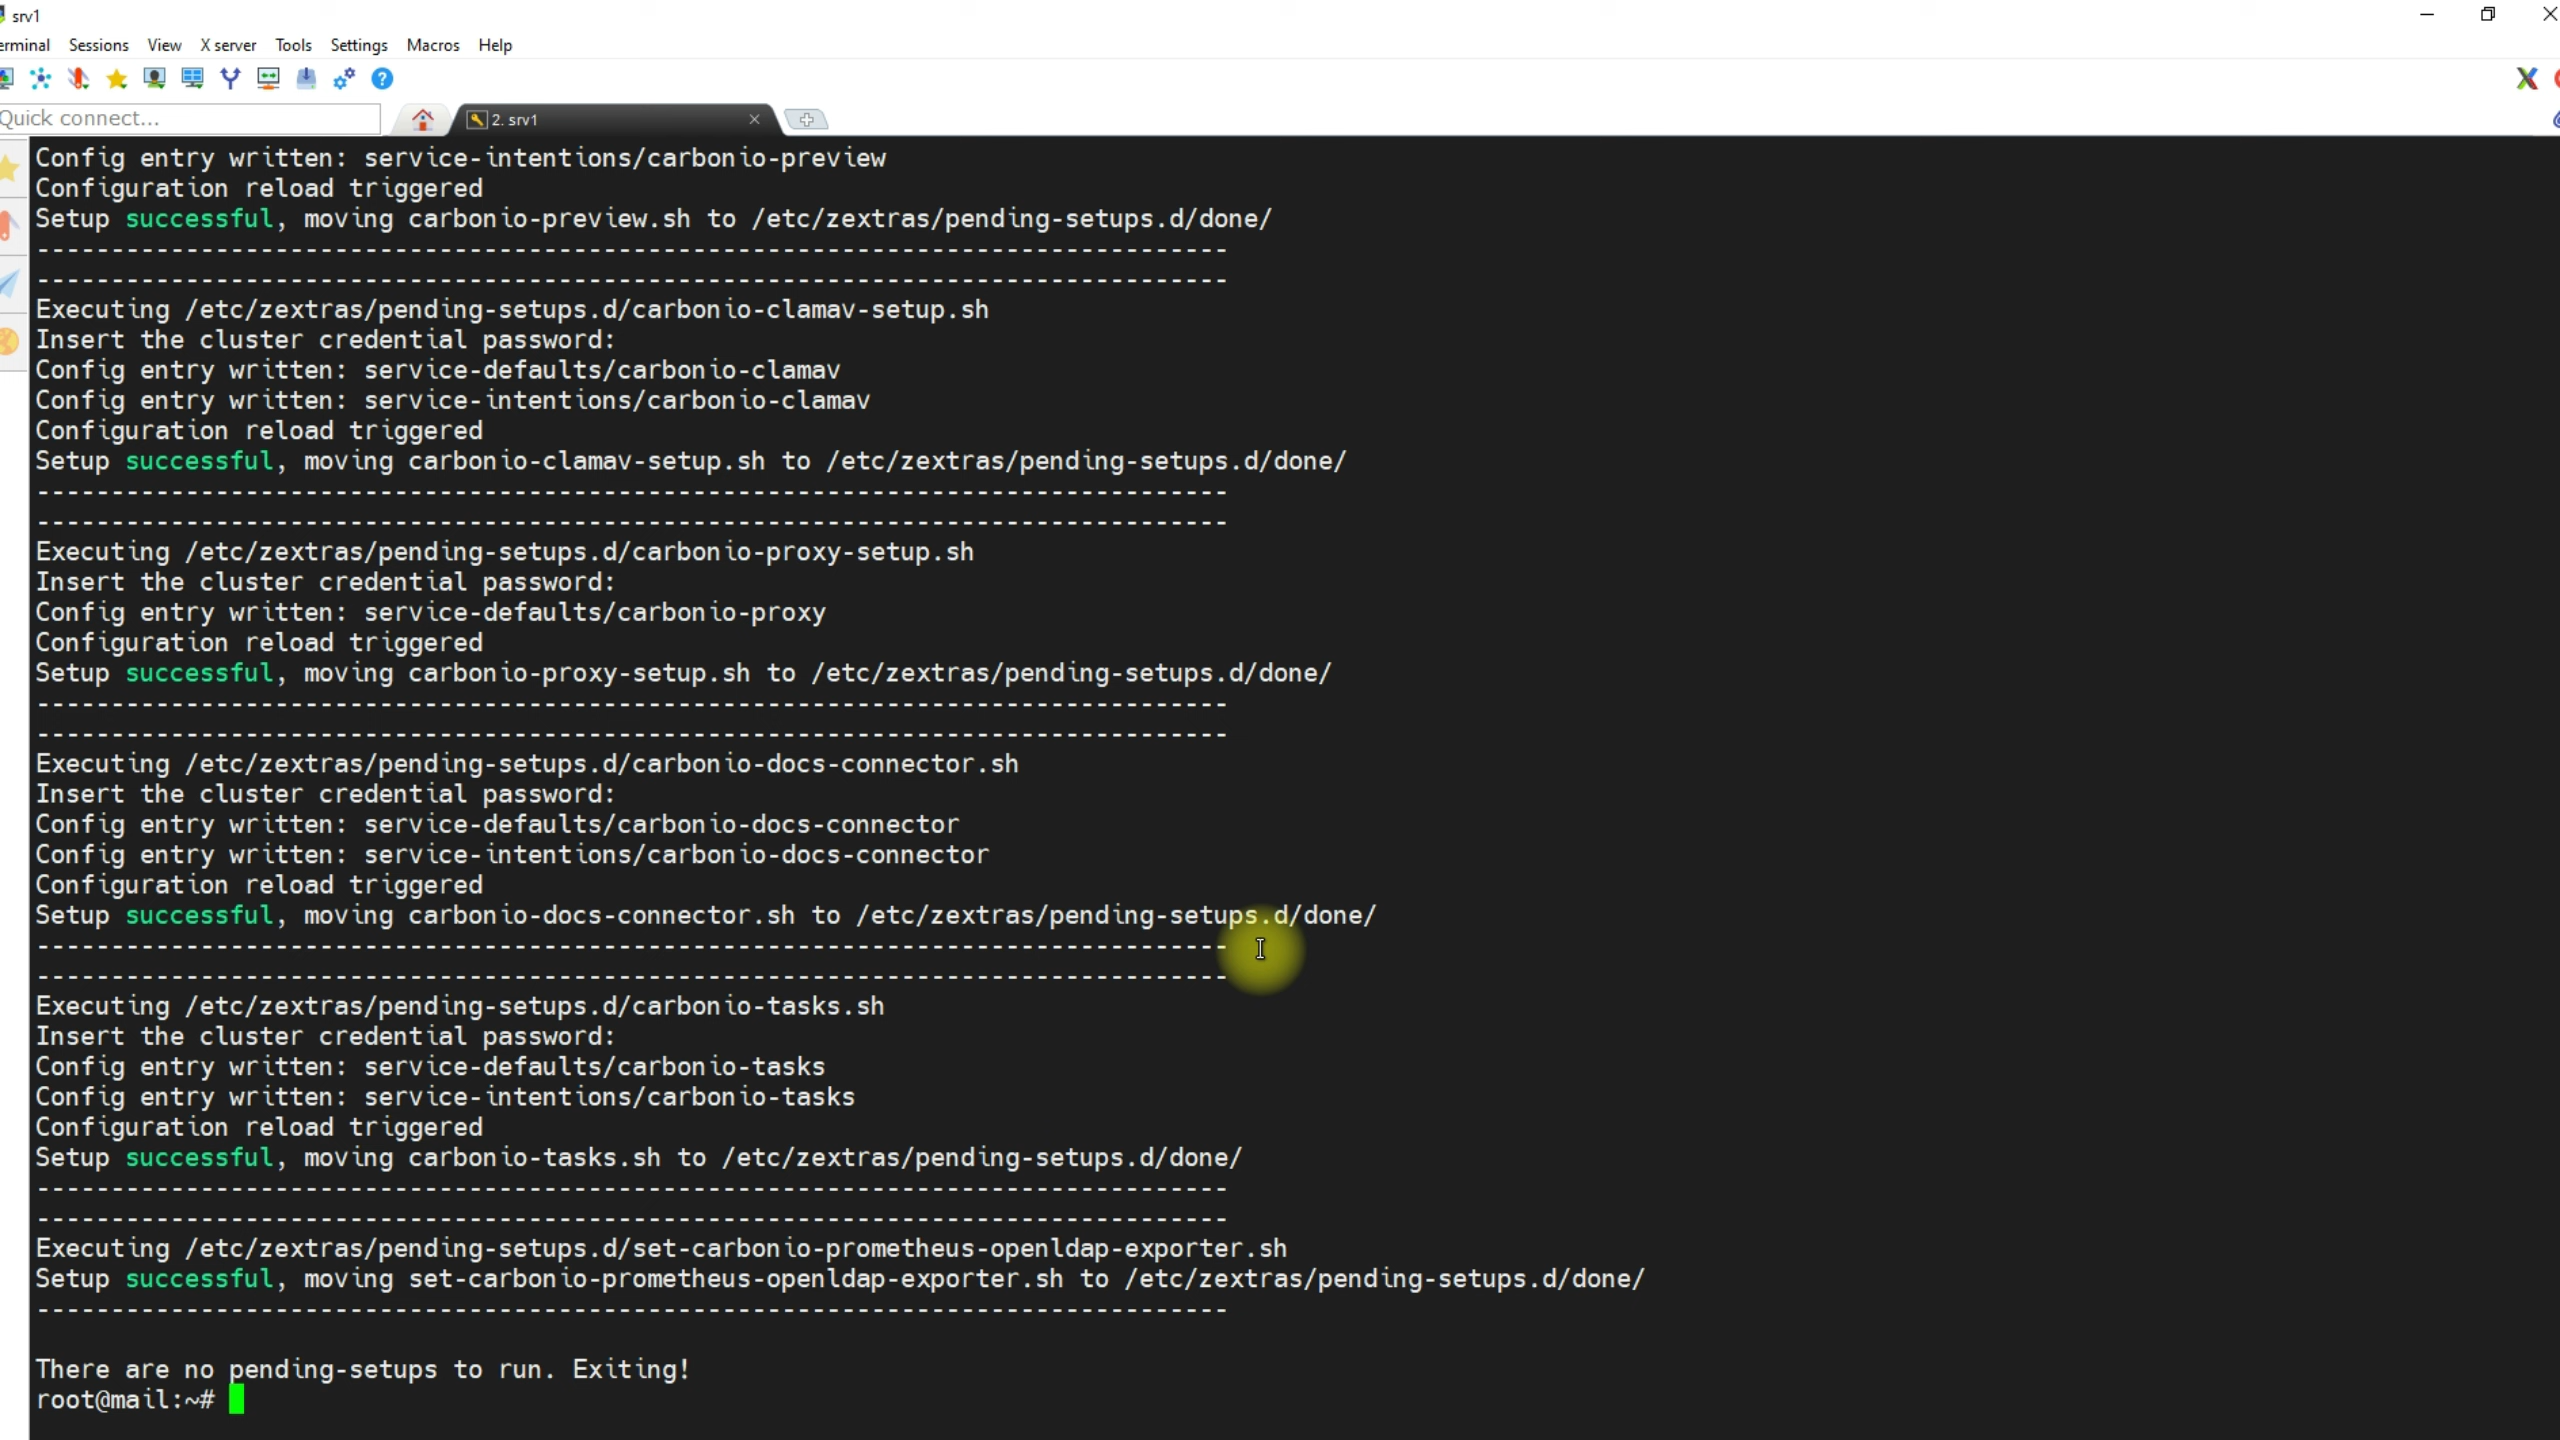 srv1
erminal Sessions View X server Tools Settings Macros Help
Quick connect...
2. srv1
Config entry written: service-intentions/carbonio-preview
Configuration reload triggered
Setup successful, moving carbonio-preview.sh to /etc/zextras/pending-setups.d/done/
--------------------------------------------------------------------------------
--------------------------------------------------------------------------------
Executing /etc/zextras/pending-setups.d/carbonio-clamav-setup.sh
Insert the cluster credential password:
Config entry written: service-defaults/carbonio-clamav
Config entry written: service-intentions/carbonio-clamav
Configuration reload triggered
Setup successful, moving carbonio-clamav-setup.sh to /etc/zextras/pending-setups.d/done/
--------------------------------------------------------------------------------
--------------------------------------------------------------------------------
Executing /etc/zextras/pending-setups.d/carbonio-proxy-setup.sh
Insert the cluster credential password:
Config entry written: service-defaults/carbonio-proxy
Configuration reload triggered
Setup successful, moving carbonio-proxy-setup.sh to /etc/zextras/pending-setups.d/done/
--------------------------------------------------------------------------------
--------------------------------------------------------------------------------
Executing /etc/zextras/pending-setups.d/carbonio-docs-connector.sh
Insert the cluster credential password:
Config entry written: service-defaults/carbonio-docs-connector
Config entry written: service-intentions/carbonio-docs-connector
Configuration reload triggered
Setup successful, moving carbonio-docs-connector.sh to /etc/zextras/pending-setups.d/done/
--------------------------------------------------------------------------------
--------------------------------------------------------------------------------
Executing /etc/zextras/pending-setups.d/carbonio-tasks.sh
Insert the cluster credential password:
Config entry written: service-defaults/carbonio-tasks
Config entry written: service-intentions/carbonio-tasks
Configuration reload triggered
Setup successful, moving carbonio-tasks.sh to /etc/zextras/pending-setups.d/done/
--------------------------------------------------------------------------------
--------------------------------------------------------------------------------
Executing /etc/zextras/pending-setups.d/set-carbonio-prometheus-openldap-exporter.sh
Setup successful, moving set-carbonio-prometheus-openldap-exporter.sh to /etc/zextras/pending-setups.d/done/
--------------------------------------------------------------------------------
There are no pending-setups to run. Exiting!
root@mail:~#